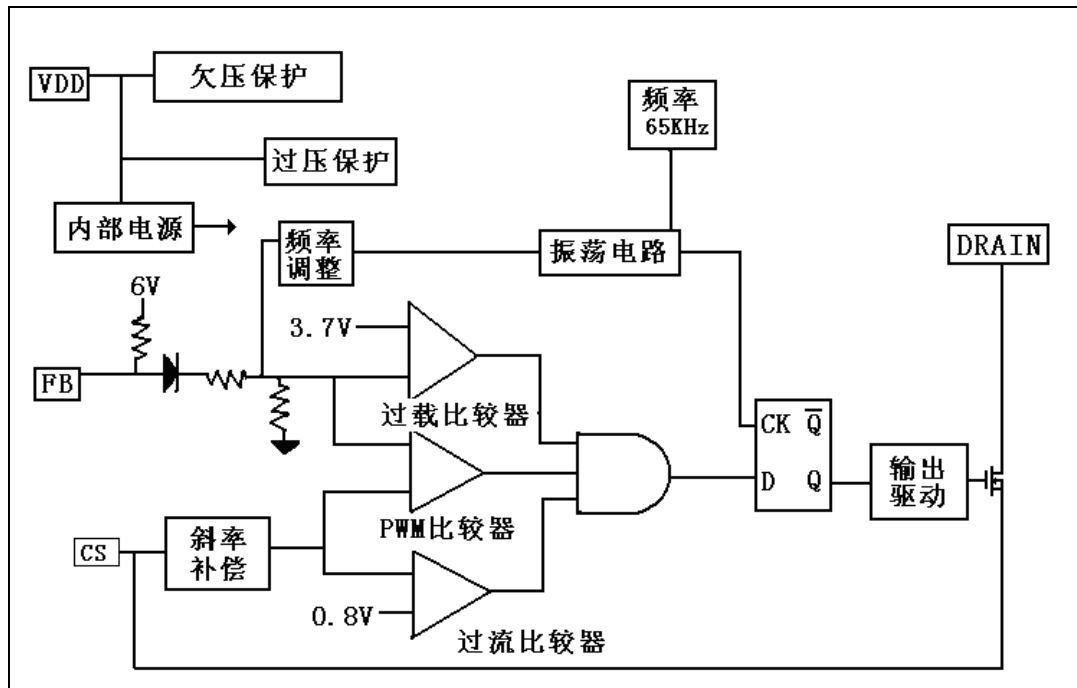 VDD
欠压保护
过压保护
内部电源
频率
65KHz
频率
调整
振荡电路
DRAIN
6V
3.7V
FB
过载比较器
CK Q̅
D Q
输出
驱动
PWM比较器
CS
斜率
补偿
0.8V
过流比较器